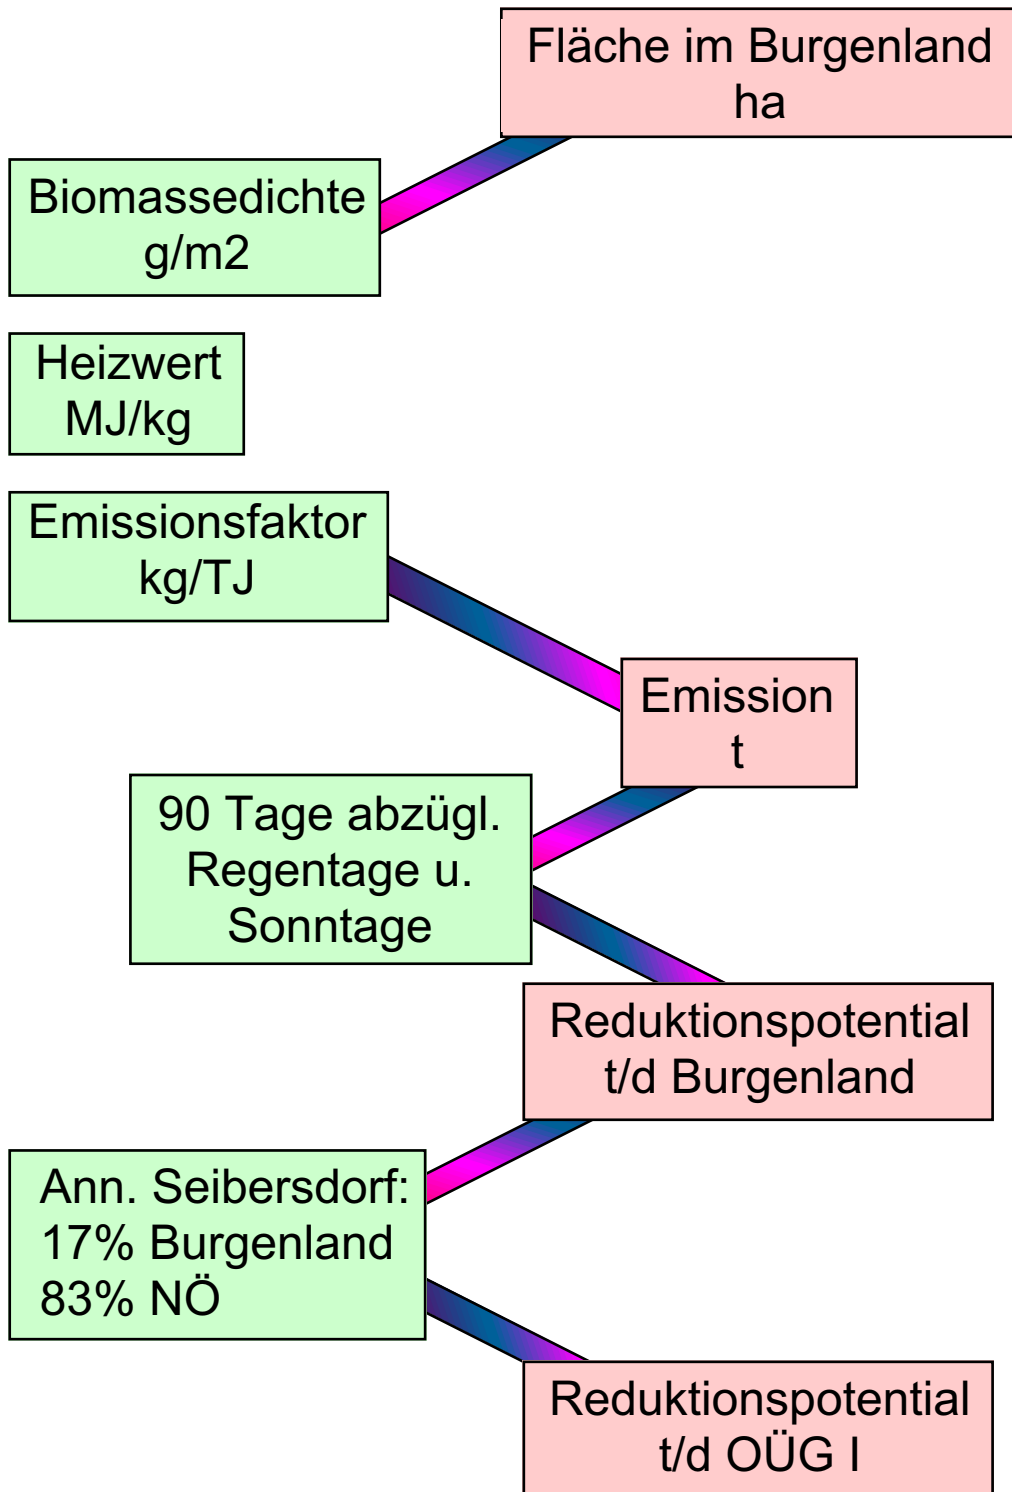 Fläche im Burgenland
ha
Biomassedichte
g/m2
Heizwert
MJ/kg
Emissionsfaktor
kg/TJ
Emission
t
90 Tage abzügl.
Regentage u.
Sonntage
Reduktionspotential
t/d Burgenland
Ann. Seibersdorf:
17% Burgenland
83% NÖ
Reduktionspotential
t/d OÜG I